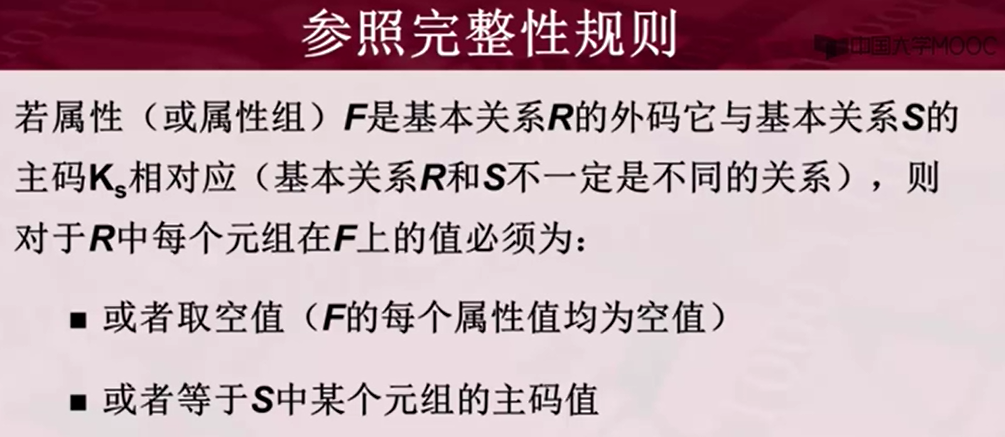 参照完整性规则
中国大学MOOC
若属性（或属性组）F是基本关系R的外码它与基本关系S的
主码Ks相对应（基本关系R和S不一定是不同的关系），则
对于R中每个元组在F上的值必须为：
■ 或者取空值（F的每个属性值均为空值）
■ 或者等于S中某个元组的主码值